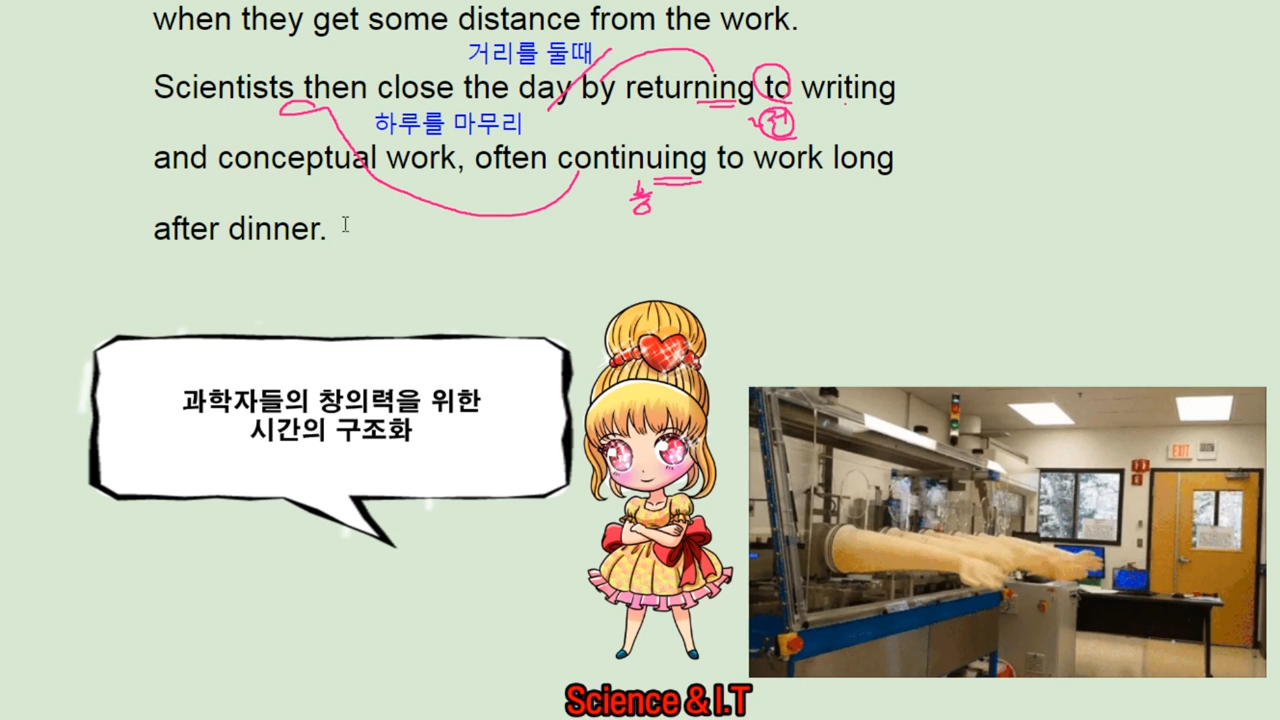 when they get some distance from the work.
거리를 둘때
Scientists then close the day by returning to writing
하루를 마무리
전
and conceptual work, often continuing to work long
능
after dinner.
과학자들의 창의력을 위한
시간의 구조화
EXIT
Science & I.T